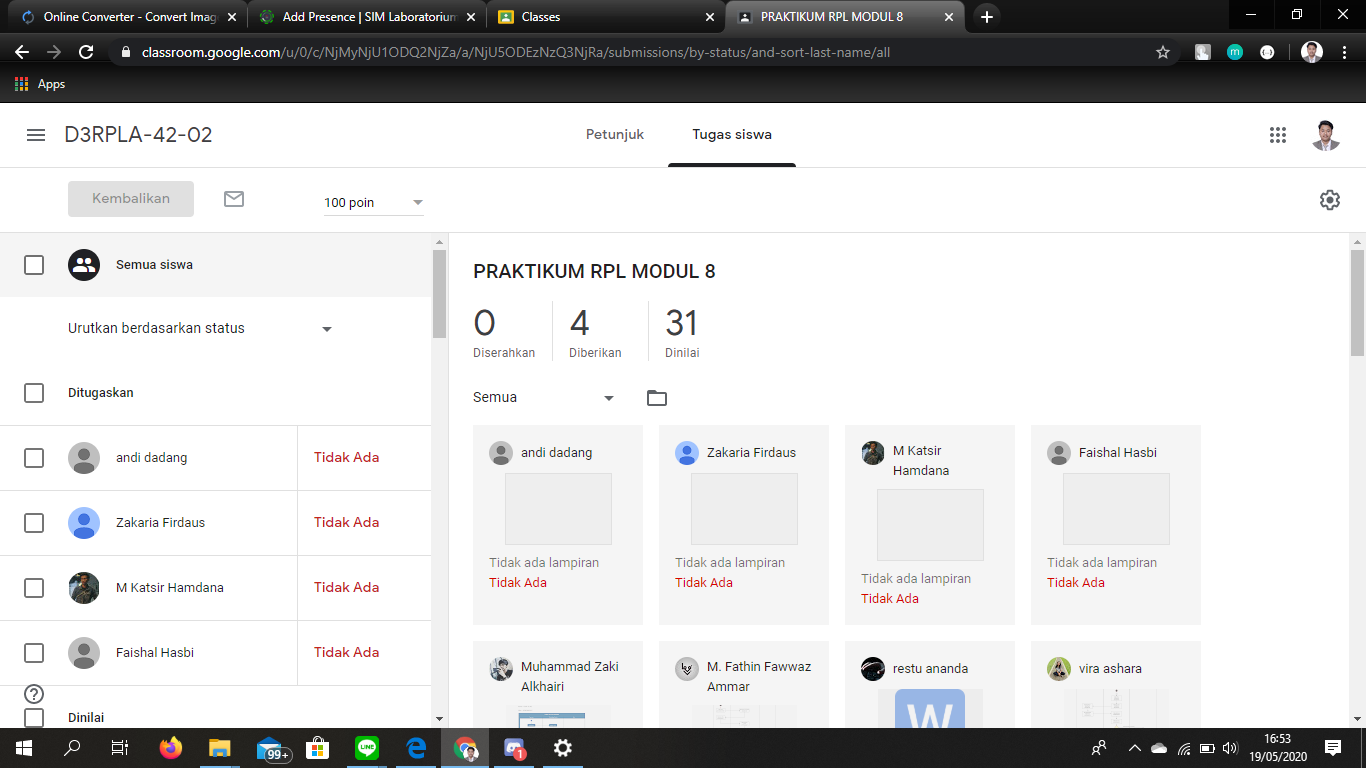 Online Converter - Convert Imag
Add Presence | SIM Laboratorium
Classes
PRAKTIKUM RPL MODUL 8
classroom.google.com/u/0/c/NjMyNjU1ODQ2NjZa/a/NjU5ODEzNzQ3NjRa/submissions/by-status/and-sort-last-name/all
m
Apps
D3RPLA-42-02
Petunjuk
Tugas siswa
Kembalikan
100 poin
Semua siswa
Urutkan berdasarkan status
Ditugaskan
andi dadang
Tidak Ada
Zakaria Firdaus
Tidak Ada
M Katsir Hamdana
Tidak Ada
Faishal Hasbi
Tidak Ada
Dinilai
PRAKTIKUM RPL MODUL 8
0
4
31
Diserahkan
Diberikan
Dinilai
Semua
andi dadang
Tidak ada lampiran
Tidak Ada
Zakaria Firdaus
Tidak ada lampiran
Tidak Ada
M Katsir
Hamdana
Tidak ada lampiran
Tidak Ada
Faishal Hasbi
Tidak ada lampiran
Tidak Ada
Muhammad Zaki
Alkhairi
M. Fathin Fawwaz
Ammar
restu ananda
W
vira ashara
99+
LINE
1
16:53
19/05/2020